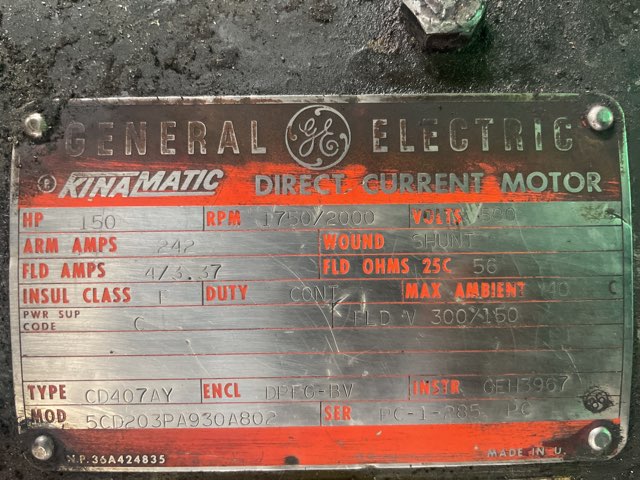 GENERAL GE ELECTRIC
® KINAMATIC DIRECT CURRENT MOTOR
HP 150 RPM 1750/2000 VOLTS 500
ARM AMPS 242 WOUND SHUNT
FLD AMPS 4/3.37 FLD OHMS 25C 56
INSUL CLASS F DUTY CONT MAX AMBIENT 40 C
PWR SUP CODE C FLD V 300/150
TYPE CD407AY ENCL DPFG-BV INSTR GEH3967
MOD 5CD203PA930A802 SER PC-1-285 PC
N.P. 36A424835 MADE IN U.